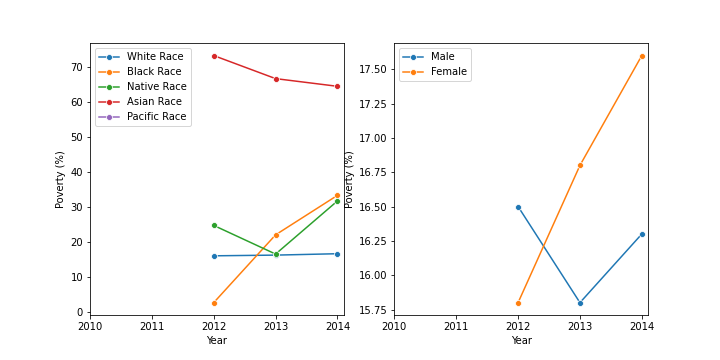 White Race
Black Race
Native Race
Asian Race
Pacific Race
70
60
50
40
30
20
10
0
Poverty (%)
2010 2011 2012 2013 2014
Year
Male
Female
17.50
17.25
17.00
16.75
16.50
16.25
16.00
15.75
Poverty (%)
2010 2011 2012 2013 2014
Year